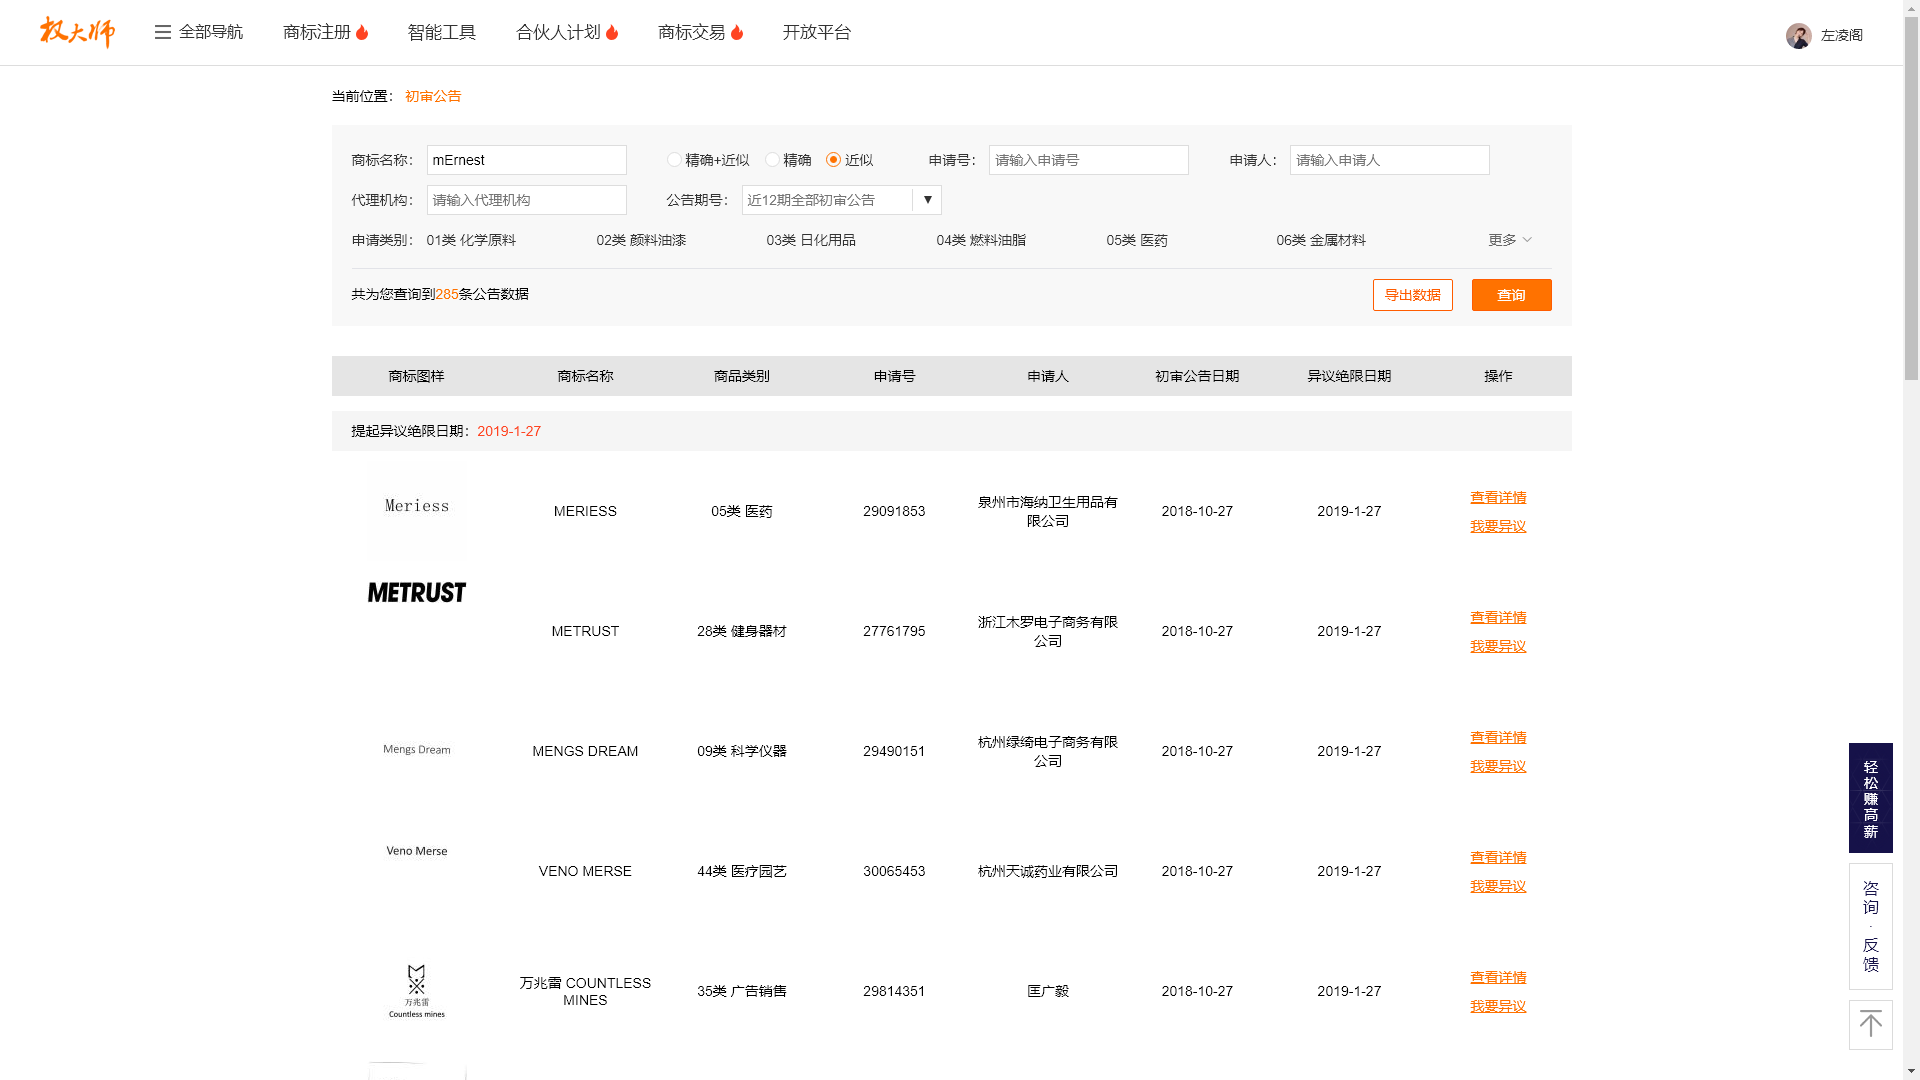 权大师
全部导航 商标注册 智能工具 合伙人计划 商标交易 开放平台 左凌阁
当前位置: 初审公告
商标名称: mErnest 精确+近似 精确 近似 申请号: 请输入申请号 申请人: 请输入申请人
代理机构: 请输入代理机构 公告期号: 近12期全部初审公告 ▼
申请类别: 01类 化学原料 02类 颜料油漆 03类 日化用品 04类 燃料油脂 05类 医药 06类 金属材料 更多
共为您查询到285条公告数据 导出数据 查询
商标图样 商标名称 商品类别 申请号 申请人 初审公告日期 异议绝限日期 操作
提起异议绝限日期: 2019-1-27
Meriess MERIESS 05类 医药 29091853 泉州市海纳卫生用品有限公司 2018-10-27 2019-1-27 查看详情
我要异议
METRUST METRUST 28类 健身器材 27761795 浙江木罗电子商务有限公司 2018-10-27 2019-1-27 查看详情
我要异议
Mengs Dream MENGS DREAM 09类 科学仪器 29490151 杭州绿绮电子商务有限公司 2018-10-27 2019-1-27 查看详情
我要异议
Veno Merse VENO MERSE 44类 医疗园艺 30065453 杭州天诚药业有限公司 2018-10-27 2019-1-27 查看详情
我要异议
万兆雷
Countless mines 万兆雷 COUNTLESS MINES 35类 广告销售 29814351 匡广毅 2018-10-27 2019-1-27 查看详情
我要异议
轻松赚高薪
咨询·反馈